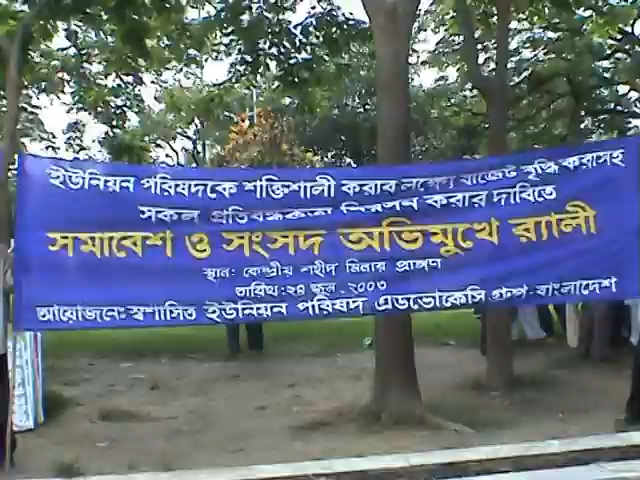 ইউনিয়ন পরিষদকে শক্তিশালী করার লক্ষ্যে বাজেট বৃদ্ধি করাসহ
সকল প্রতিবন্ধকতা নিরসন করার দাবিতে
সমাবেশ ও সংসদ অভিমুখে র‍্যালী
স্থান: কেন্দ্রীয় শহীদ মিনার প্রাঙ্গণ
তারিখ:২৪ জুন, ২০০৩
আয়োজনে: স্বশাসিত ইউনিয়ন পরিষদ এডভোকেসি গ্রুপ-বাংলাদেশ